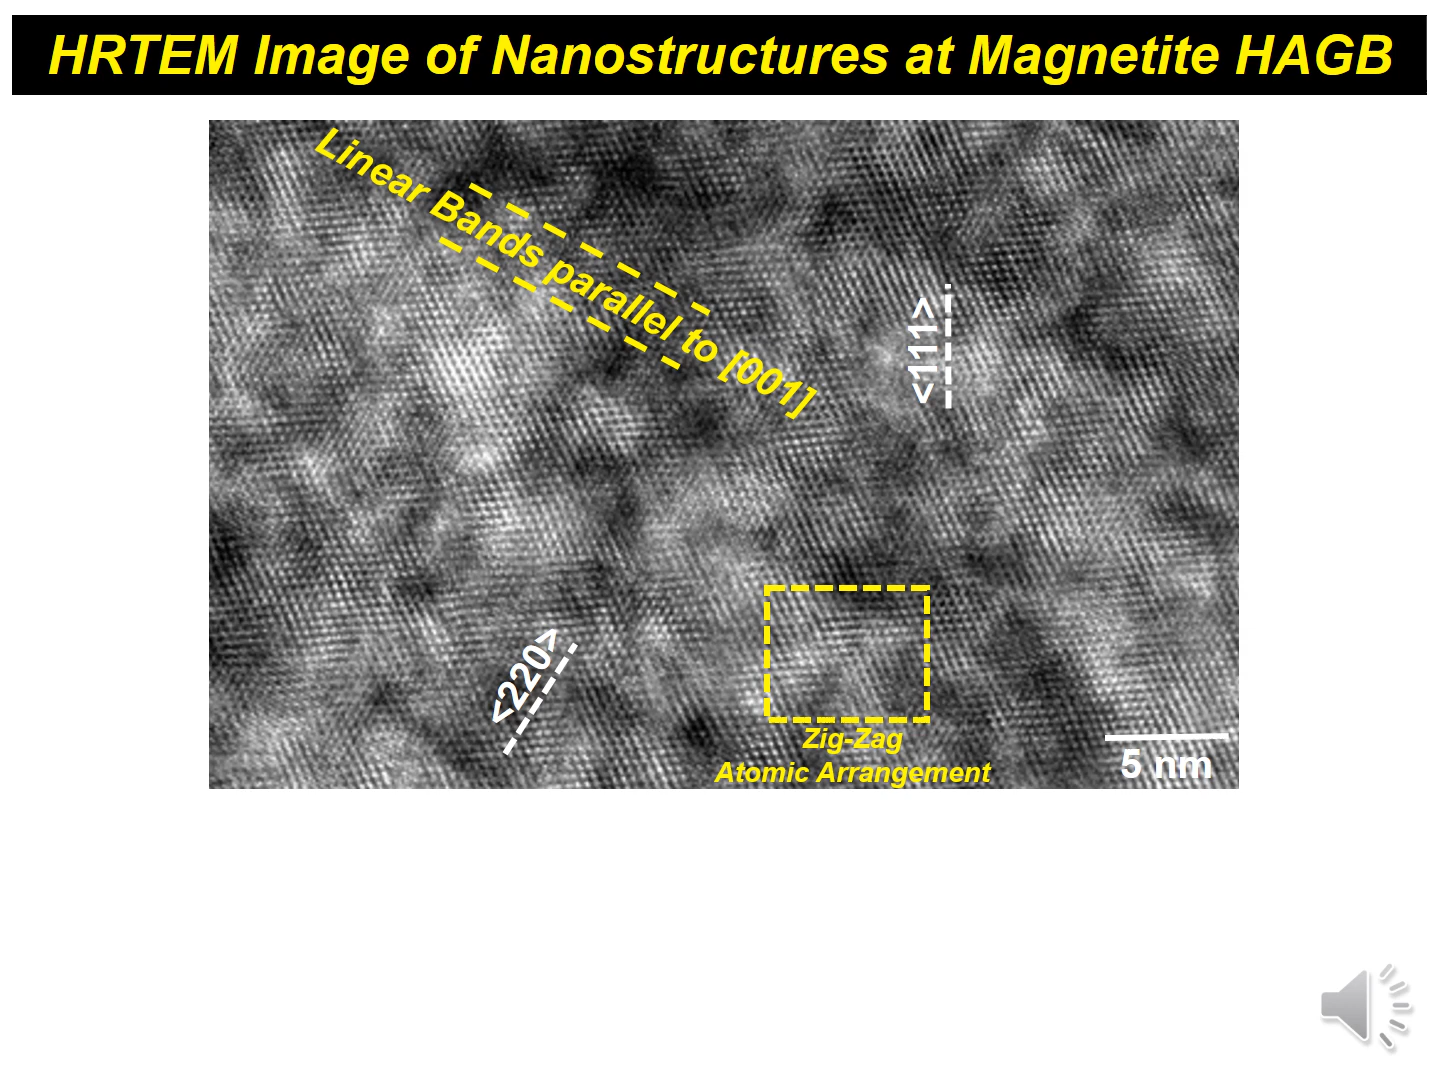 HRTEM Image of Nanostructures at Magnetite HAGB
Linear Bands parallel to [001]
<111>
<220>
Zig-Zag
Atomic Arrangement
5 nm